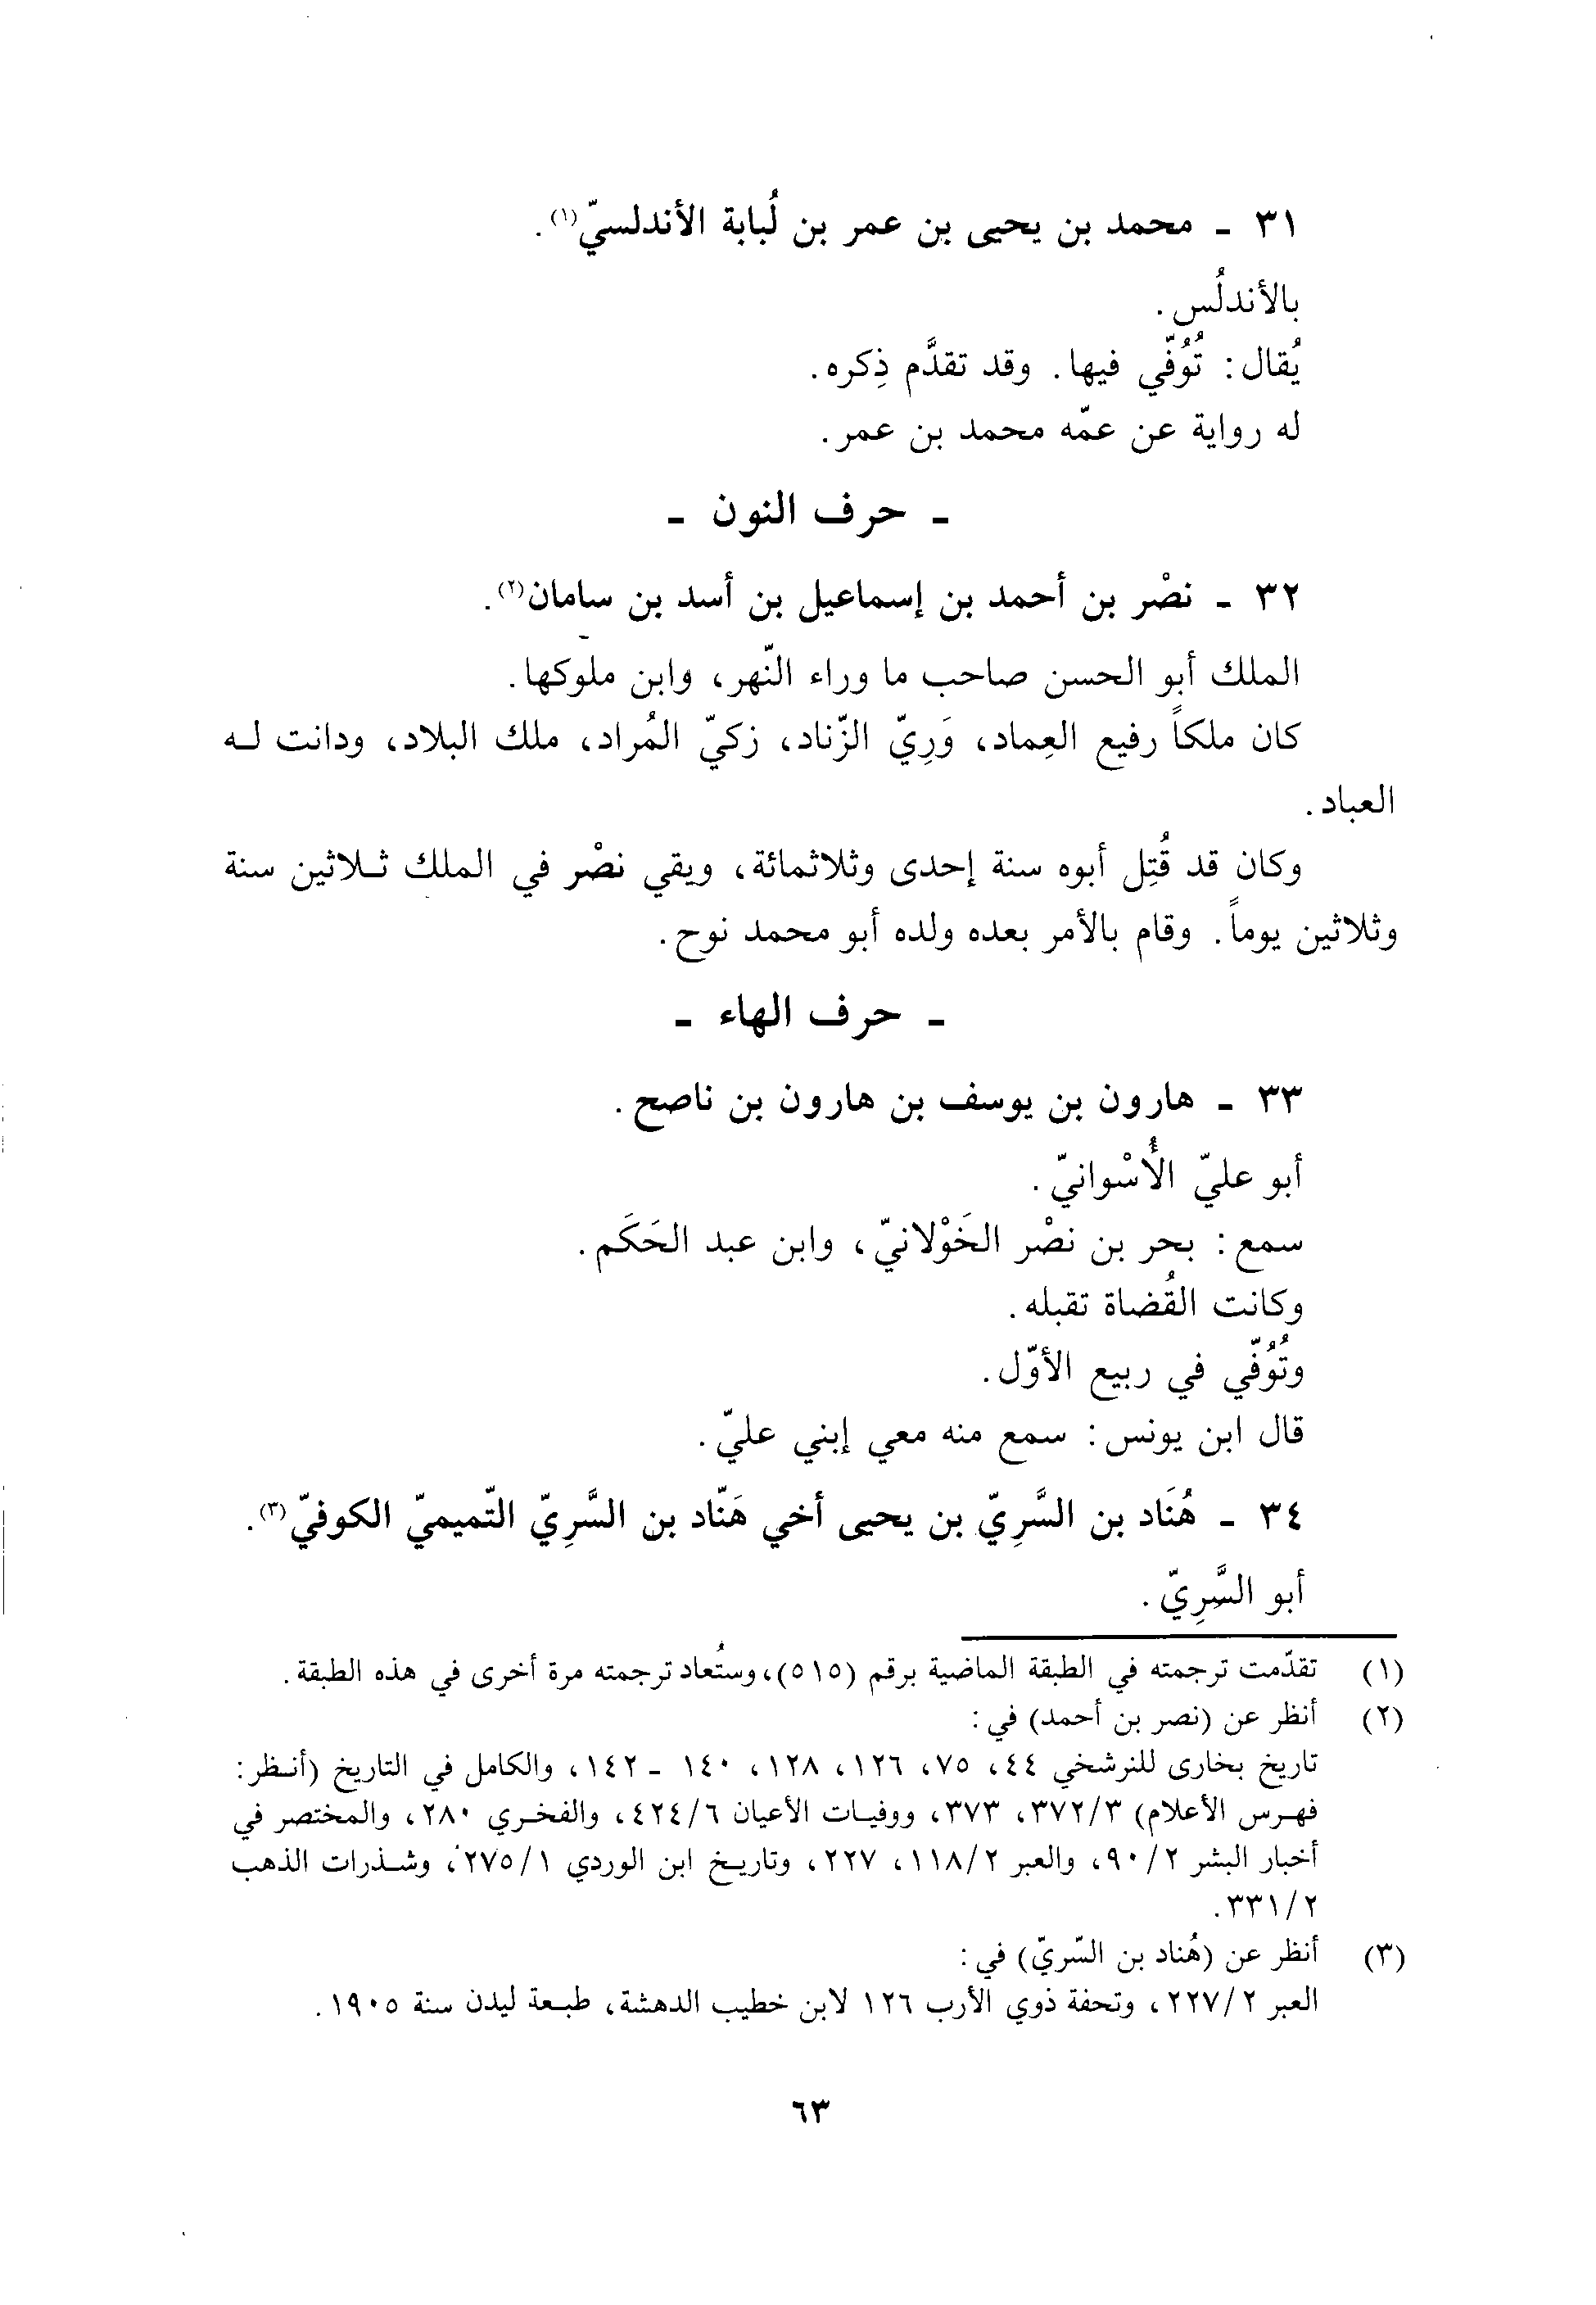 ٣١ ـ محمد بن يحيى بن عمر بن لُبابة الأندلسيّ(١).
بالأندلُس.
يُقال: تُوُفّي فيها. وقد تقدَّم ذِكره.
له رواية عن عمّه محمد بن عمر.
ـ حرف النون ـ
٣٢ ـ نصْر بن أحمد بن إسماعيل بن أسد بن سامان(٢).
الملك أبو الحسن صاحب ما وراء النّهر، وابن ملوكها.
كان ملكاً رفيع العِماد، وَرِيّ الزّناد، زكيّ المُراد، ملك البلاد، ودانت لـه
العباد.
وكان قد قُتِل أبوه سنة إحدى وثلاثمائة، ويقي نصْر في الملك ثـلاثين سنة
وثلاثين يوماً. وقام بالأمر بعده ولده أبو محمد نوح.
ـ حرف الهاء ـ
٣٣ ـ هارون بن يوسف بن هارون بن ناصح.
أبو عليّ الأُسْوانيّ.
سمع: بحر بن نصْر الخَوْلانيّ، وابن عبد الحَكَم.
وكانت القُضاة تقبله.
وتُوُفّي في ربيع الأوّل.
قال ابن يونس: سمع منه معي إبني عليّ.
٣٤ ـ هُنَاد بن السَّرِيّ بن يحيى أخي هَنّاد بن السَّرِيّ التّميميّ الكوفيّ(٣).
أبو السَّرِيّ.
(١) تقدّمت ترجمته في الطبقة الماضية برقم (٥١٥)، وستُعاد ترجمته مرة أخرى في هذه الطبقة.
(٢) أنظر عن (نصر بن أحمد) في:
تاريخ بخارى للنرشخي ٤٤، ٧٥، ١٢٦، ١٢٨، ١٤٠ ـ ١٤٢، والكامل في التاريخ (أنـظر:
فهـرس الأعلام) ٣٧٢/٣، ٣٧٣، ووفيـات الأعيان ٤٢٤/٦، والفخـري ٢٨٠، والمختصر في
أخبار البشر ٩٠/٢، والعبر ١١٨/٢، ٢٢٧، وتاريـخ ابن الوردي ٢٧٥/١، وشـذرات الذهب
٣٣١/٢.
(٣) أنظر عن (هُناد بن السّريّ) في:
العبر ٢٢٧/٢، وتحفة ذوي الأرب ١٢٦ لابن خطيب الدهشة، طبـعة ليدن سنة ١٩٠٥.
٦٣